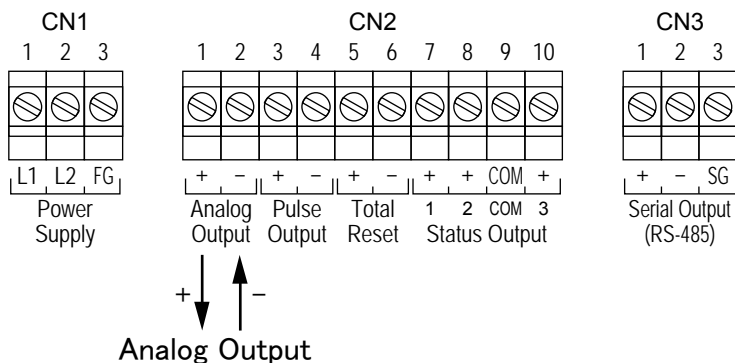 CN1 CN2 CN3
1 2 3 1 2 3 4 5 6 7 8 9 10 1 2 3
L1 L2 FG + − + − + − + + COM + + − SG
Power Analog Pulse Total 1 2 COM 3 Serial Output
Supply Output Output Reset Status Output (RS-485)
+ −
Analog Output